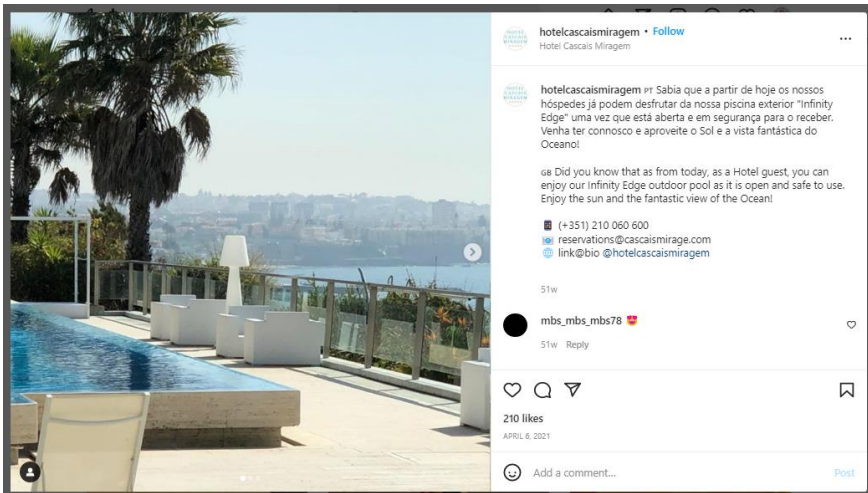 hotelcascaismiragem • Follow
Hotel Cascais Miragem
hotelcascaismiragem PT Sabia que a partir de hoje os nossos
hóspedes já podem desfrutar da nossa piscina exterior "Infinity
Edge" uma vez que está aberta e em segurança para o receber.
Venha ter connosco e aproveite o Sol e a vista fantástica do
Oceano!
GB Did you know that as from today, as a Hotel guest, you can
enjoy our Infinity Edge outdoor pool as it is open and safe to use.
Enjoy the sun and the fantastic view of the Ocean!
(+351) 210 060 600
reservations@cascaismirage.com
link@bio @hotelcascaismiragem
51w
mbs_mbs_mbs78 😍
51w Reply
210 likes
APRIL 6, 2021
Add a comment...
Post